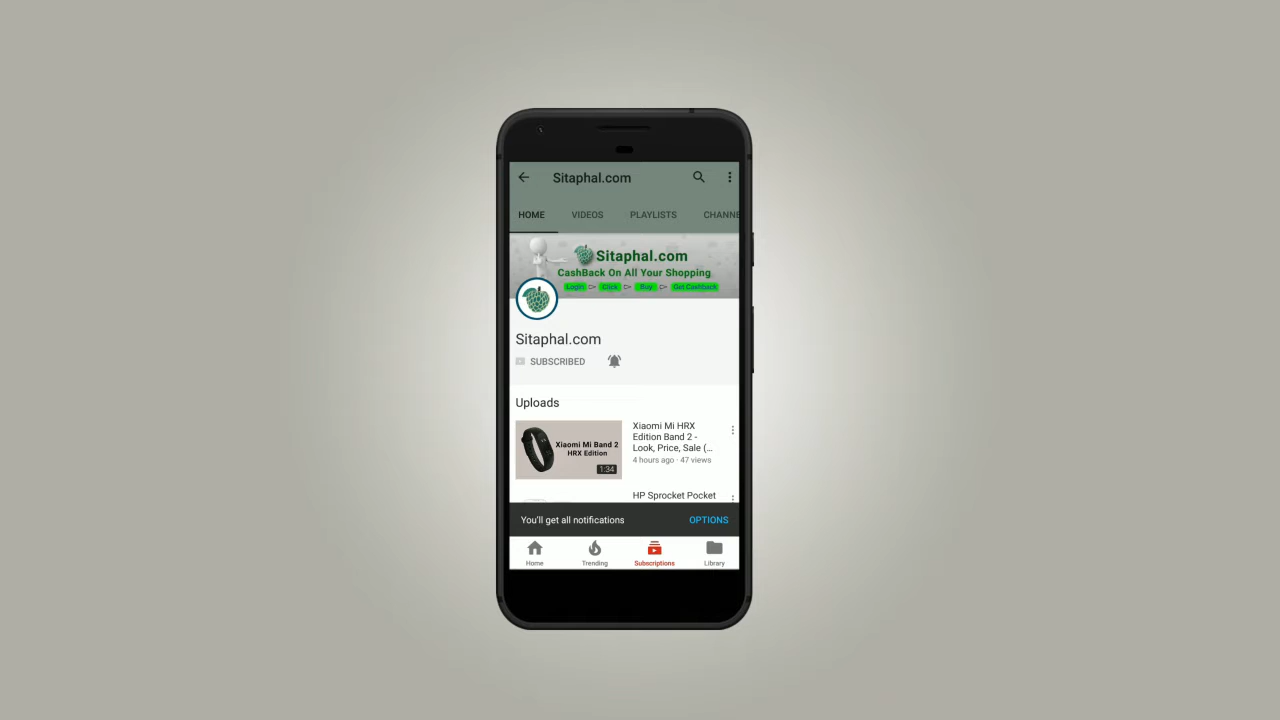 Sitaphal.com
HOME VIDEOS PLAYLISTS CHANNE
Sitaphal.com
CashBack On All Your Shopping
Login Click Buy Get Cashback
Sitaphal.com
SUBSCRIBED
Uploads
Xiaomi Mi Band 2
HRX Edition
1:34
Xiaomi Mi HRX
Edition Band 2 -
Look, Price, Sale (...
4 hours ago · 47 views
HP Sprocket Pocket
You'll get all notifications OPTIONS
Home Trending Subscriptions Library